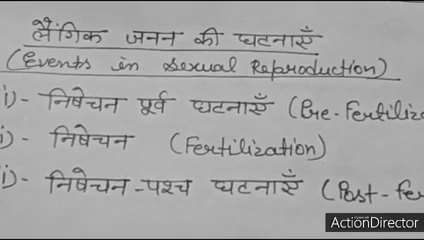 लैंगिक जनन की घटनाएँ
(Events in Sexual Reproduction)
i)- निषेचन पूर्व घटनाएँ (Pre-Fertiliz
i)- निषेचन (Fertilization)
i)- निषेचन-पश्च घटनाएँ (Post-Fe
ActionDirector